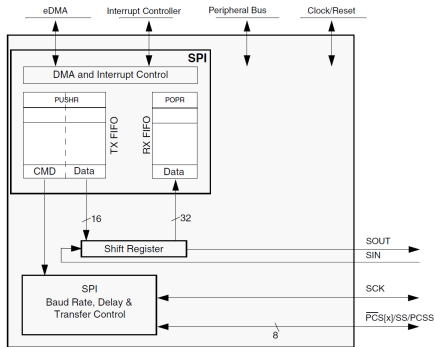 eDMA Interrupt Controller Peripheral Bus Clock/Reset
SPI
DMA and Interrupt Control
PUSHR POPR
TX FIFO
RX FIFO
CMD Data Data
16 32
Shift Register
SOUT
SIN
SPI
Baud Rate, Delay &
Transfer Control
SCK
PCS[x]/SS/PCSS
8